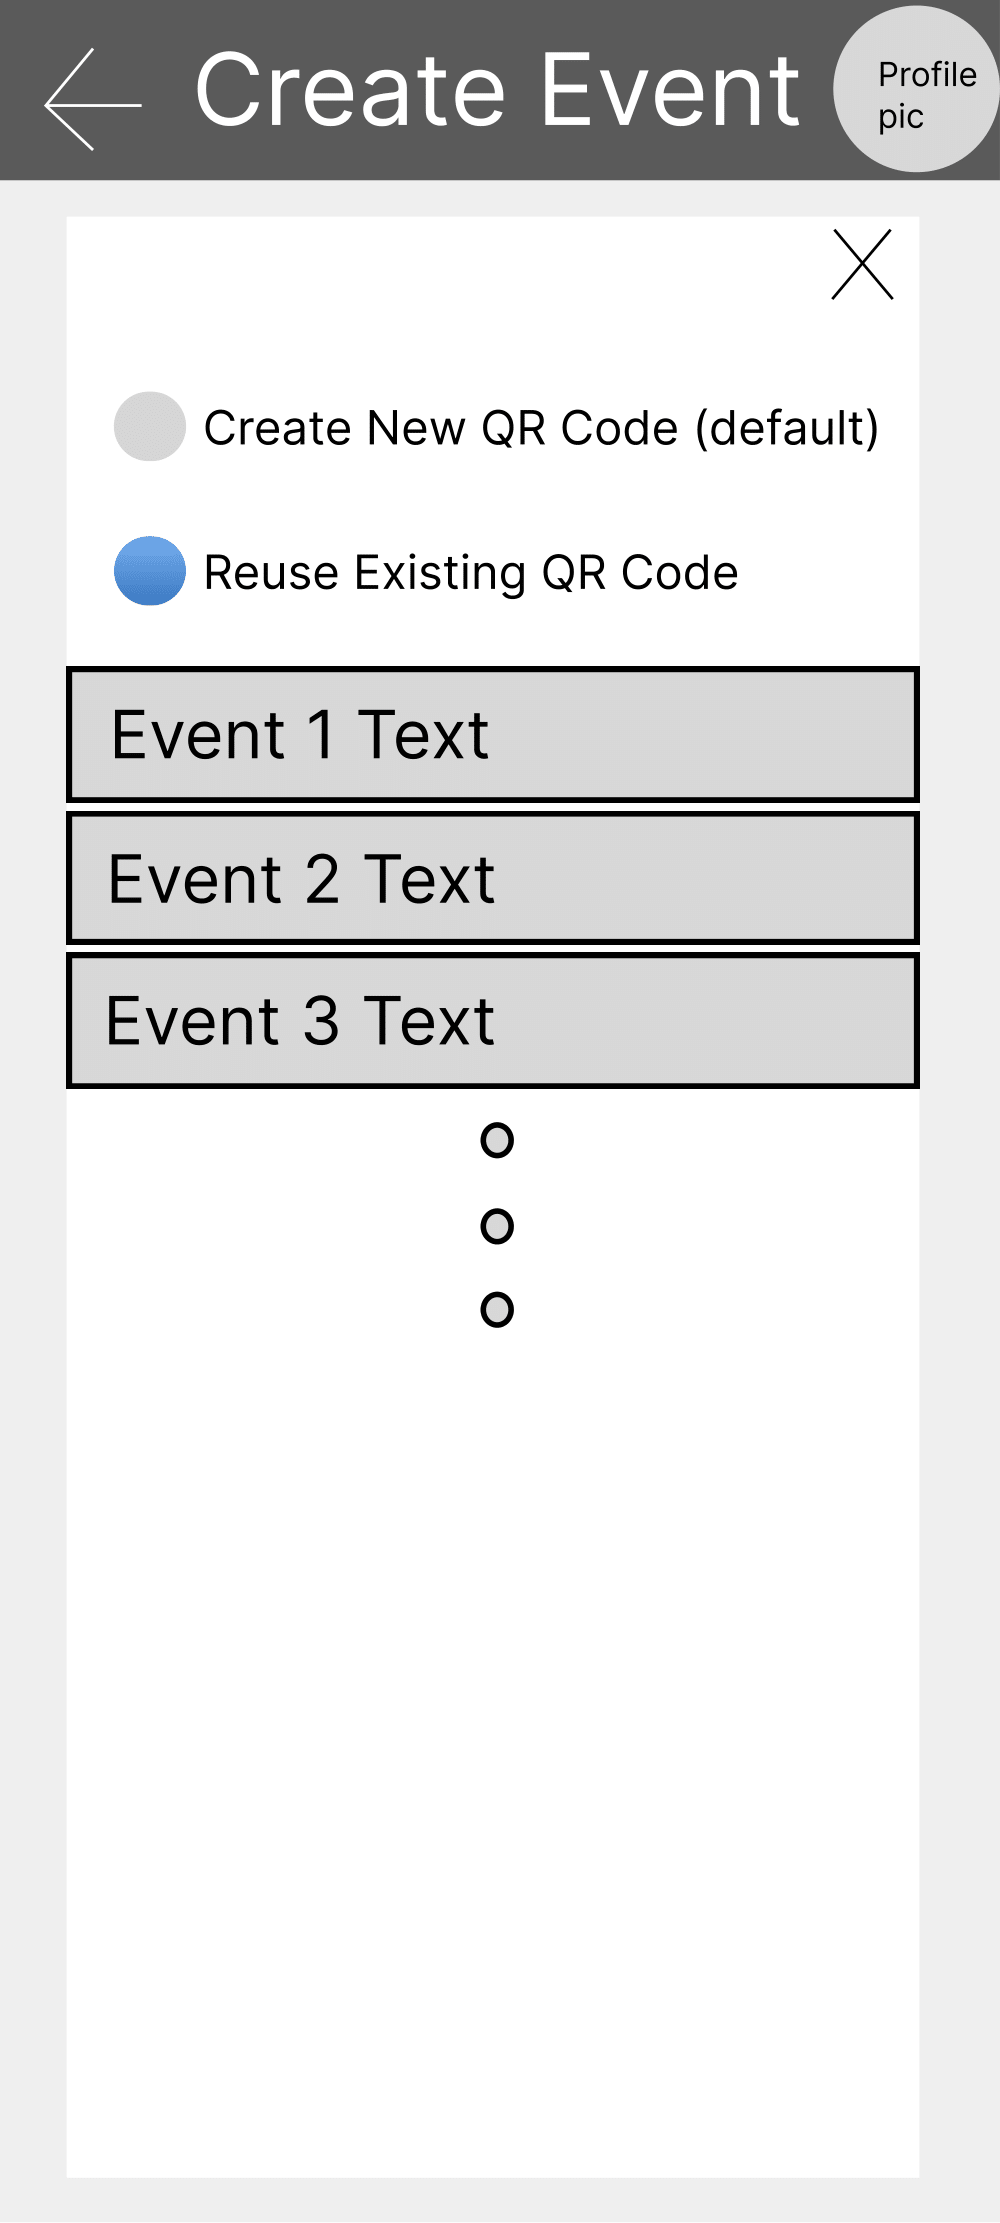 Create Event
Profile
pic
Create New QR Code (default)
Reuse Existing QR Code
Event 1 Text
Event 2 Text
Event 3 Text